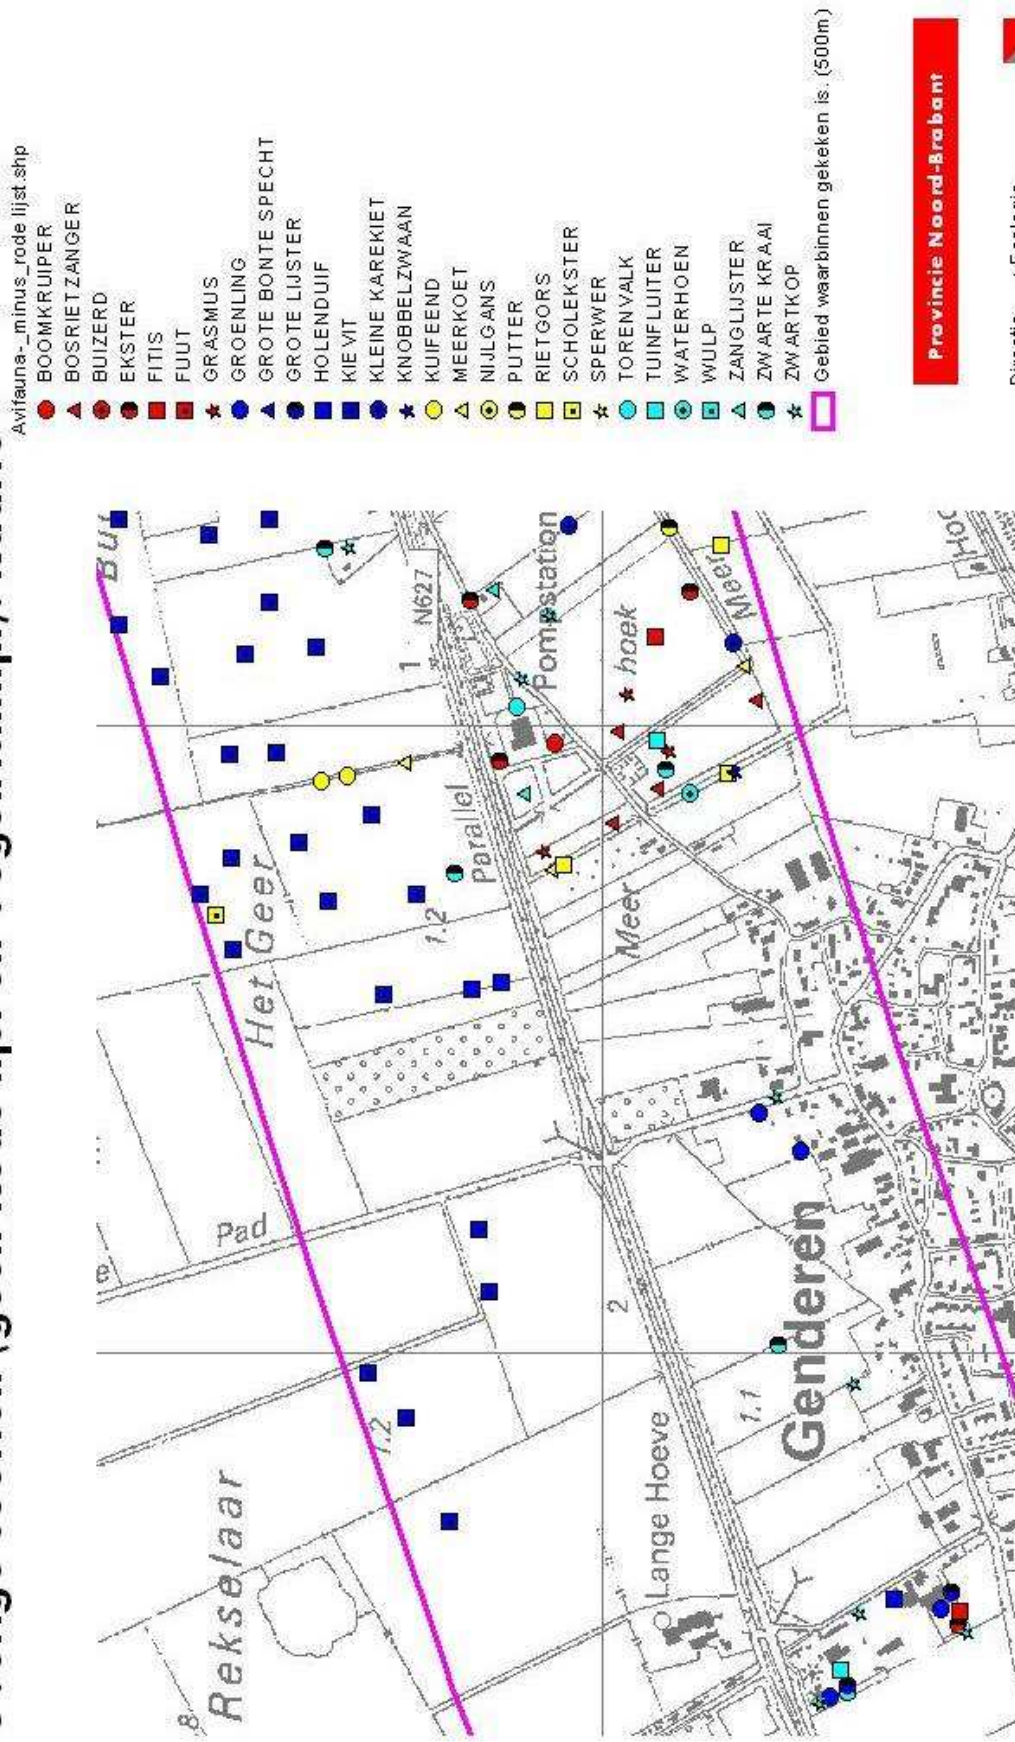 Avifauna-_minus_rode lijst.shp
BOOMKRUIPER
BOSRIETZANGER
BUIZERD
EKSTER
FITIS
FUUT
GRASMUS
GROENLING
GROTE BONTE SPECHT
GROTE LIJSTER
HOLENDUIF
KIEVIT
KLEINE KAREKIET
KNOBBELZWAAN
KUIFEEND
MEERKOET
NIJLGANS
PUTTER
RIETGORS
SCHOLEKSTER
SPERWER
TORENVALK
TUINFLUITER
WATERHOEN
WULP
ZANGLIJSTER
ZWARTE KRAAI
ZWARTKOP
Gebied waarbinnen gekeken is. (500m)
Provincie Noord-Brabant
N627
1
Pompstation
hoek
Meer
Het Geer
Parallel
1.2
Meer
Pad
2
Genderen
1.1
1.2
Rekselaar
Lange Hoeve
8